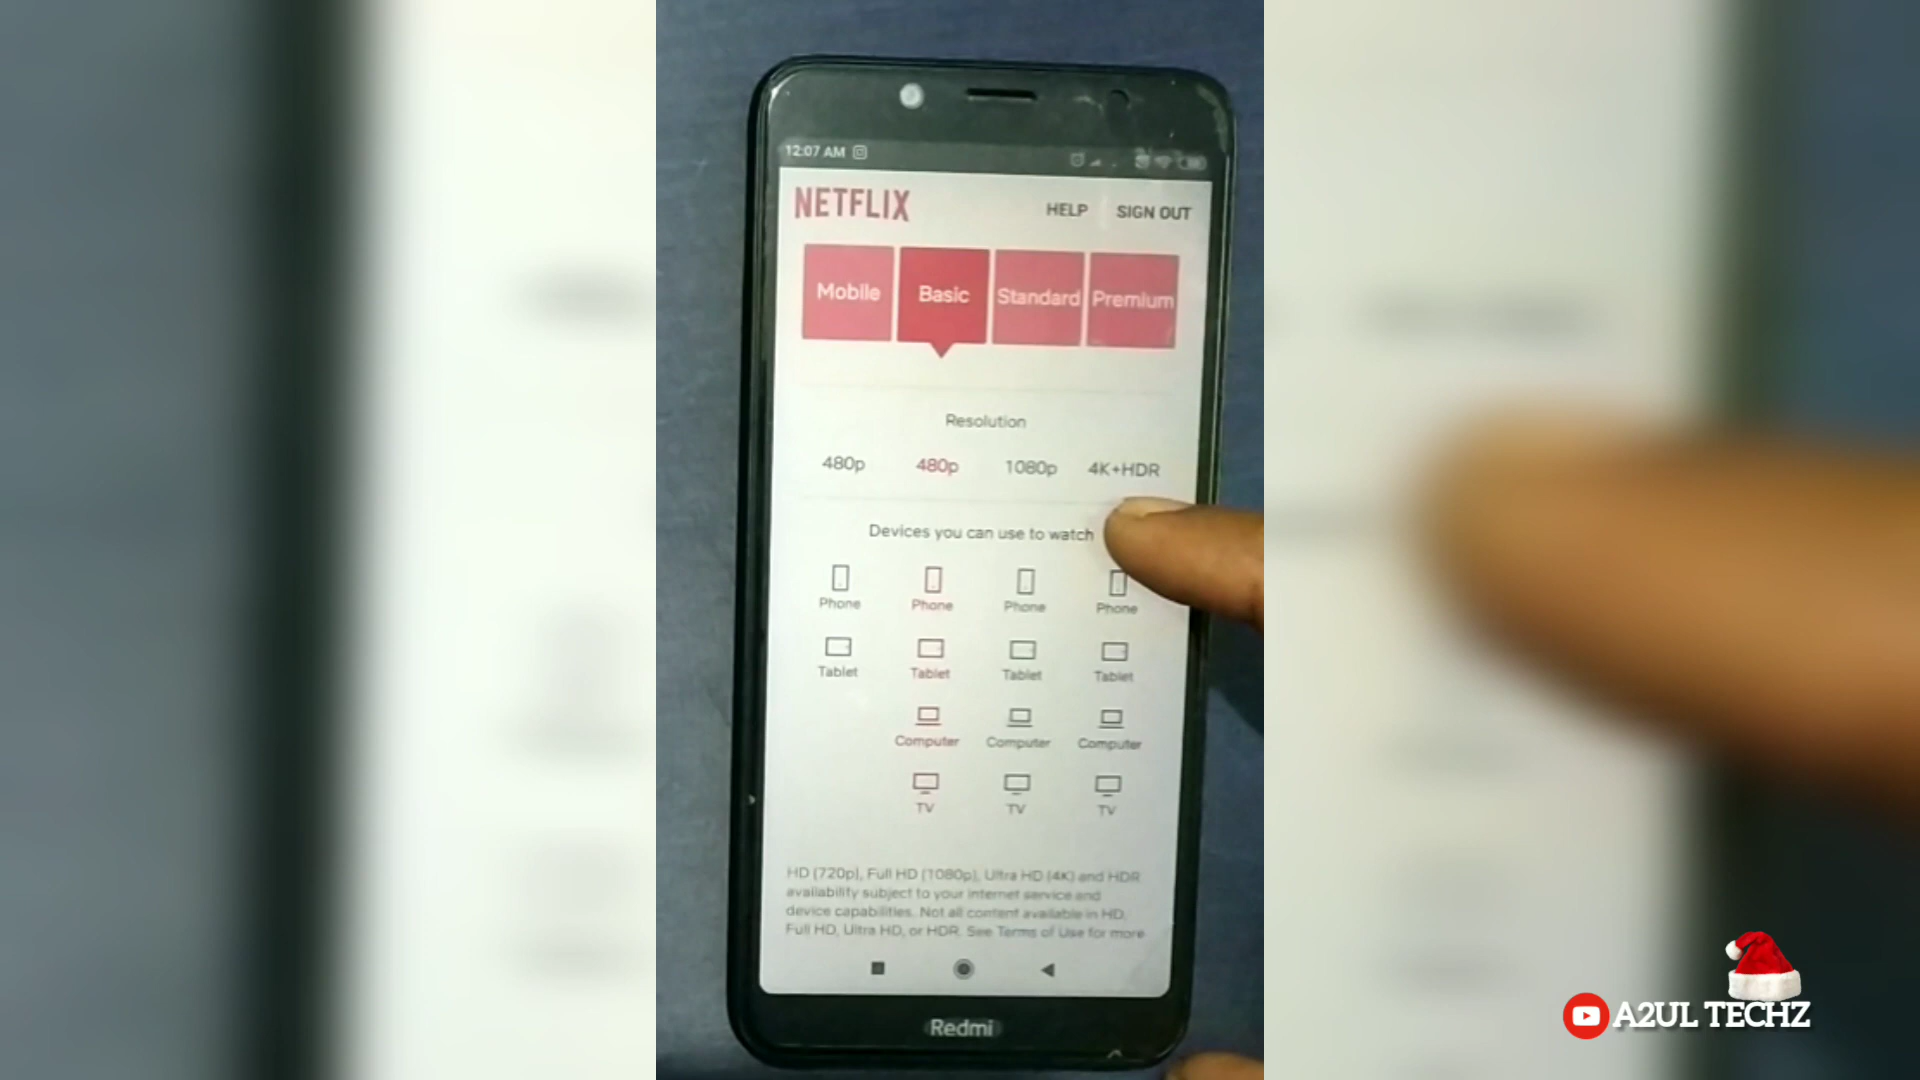 12:07 AM
NETFLIX HELP SIGN OUT
Mobile Basic Standard Premium
Resolution
480p 480p 1080p 4K+HDR
Devices you can use to watch
Phone Phone Phone Phone
Tablet Tablet Tablet Tablet
Computer Computer Computer
TV TV TV
HD (720p), Full HD (1080p), Ultra HD (4K) and HDR
availability subject to your internet service and
device capabilities. Not all content available in HD,
Full HD, Ultra HD, or HDR. See Terms of Use for more
Redmi
A2UL TECHZ